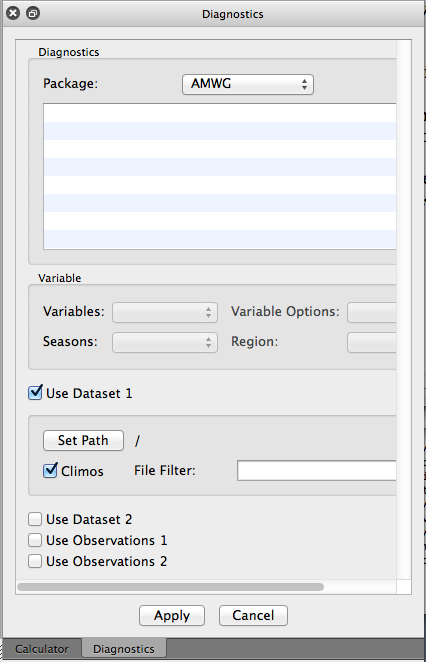 Diagnostics
Diagnostics
Package: AMWG
Variable
Variables: Variable Options:
Seasons: Region:
Use Dataset 1
Set Path /
Climos File Filter:
Use Dataset 2
Use Observations 1
Use Observations 2
Apply Cancel
Calculator Diagnostics